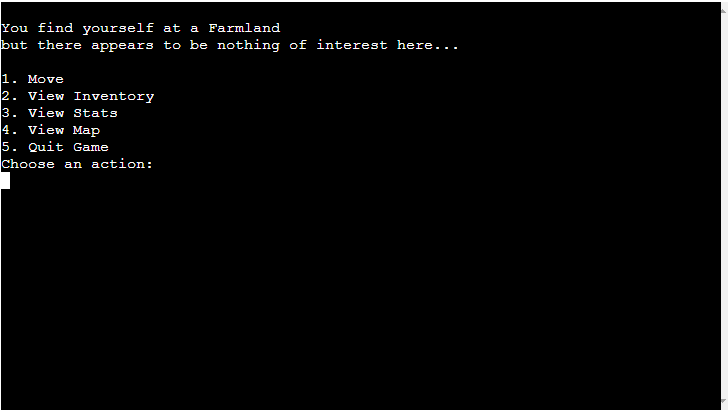 You find yourself at a Farmland
but there appears to be nothing of interest here...
1. Move
2. View Inventory
3. View Stats
4. View Map
5. Quit Game
Choose an action: